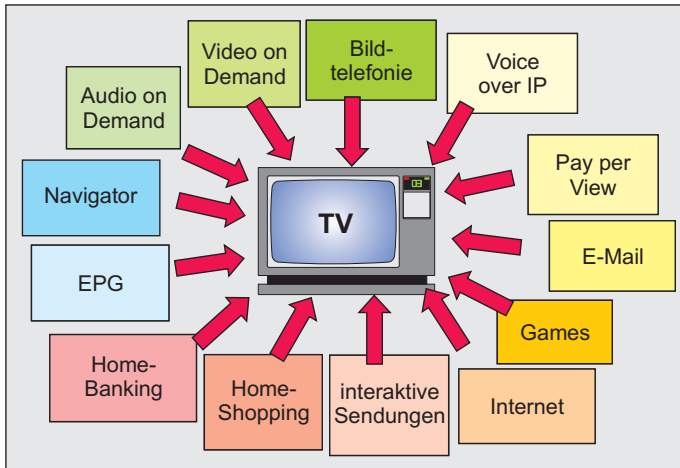 Video on
Demand
Bild-
telefonie
Voice
over IP
Audio on
Demand
Pay per
View
Navigator
03
TV
E-Mail
EPG
Games
Home-
Banking
Home-
Shopping
interaktive
Sendungen
Internet